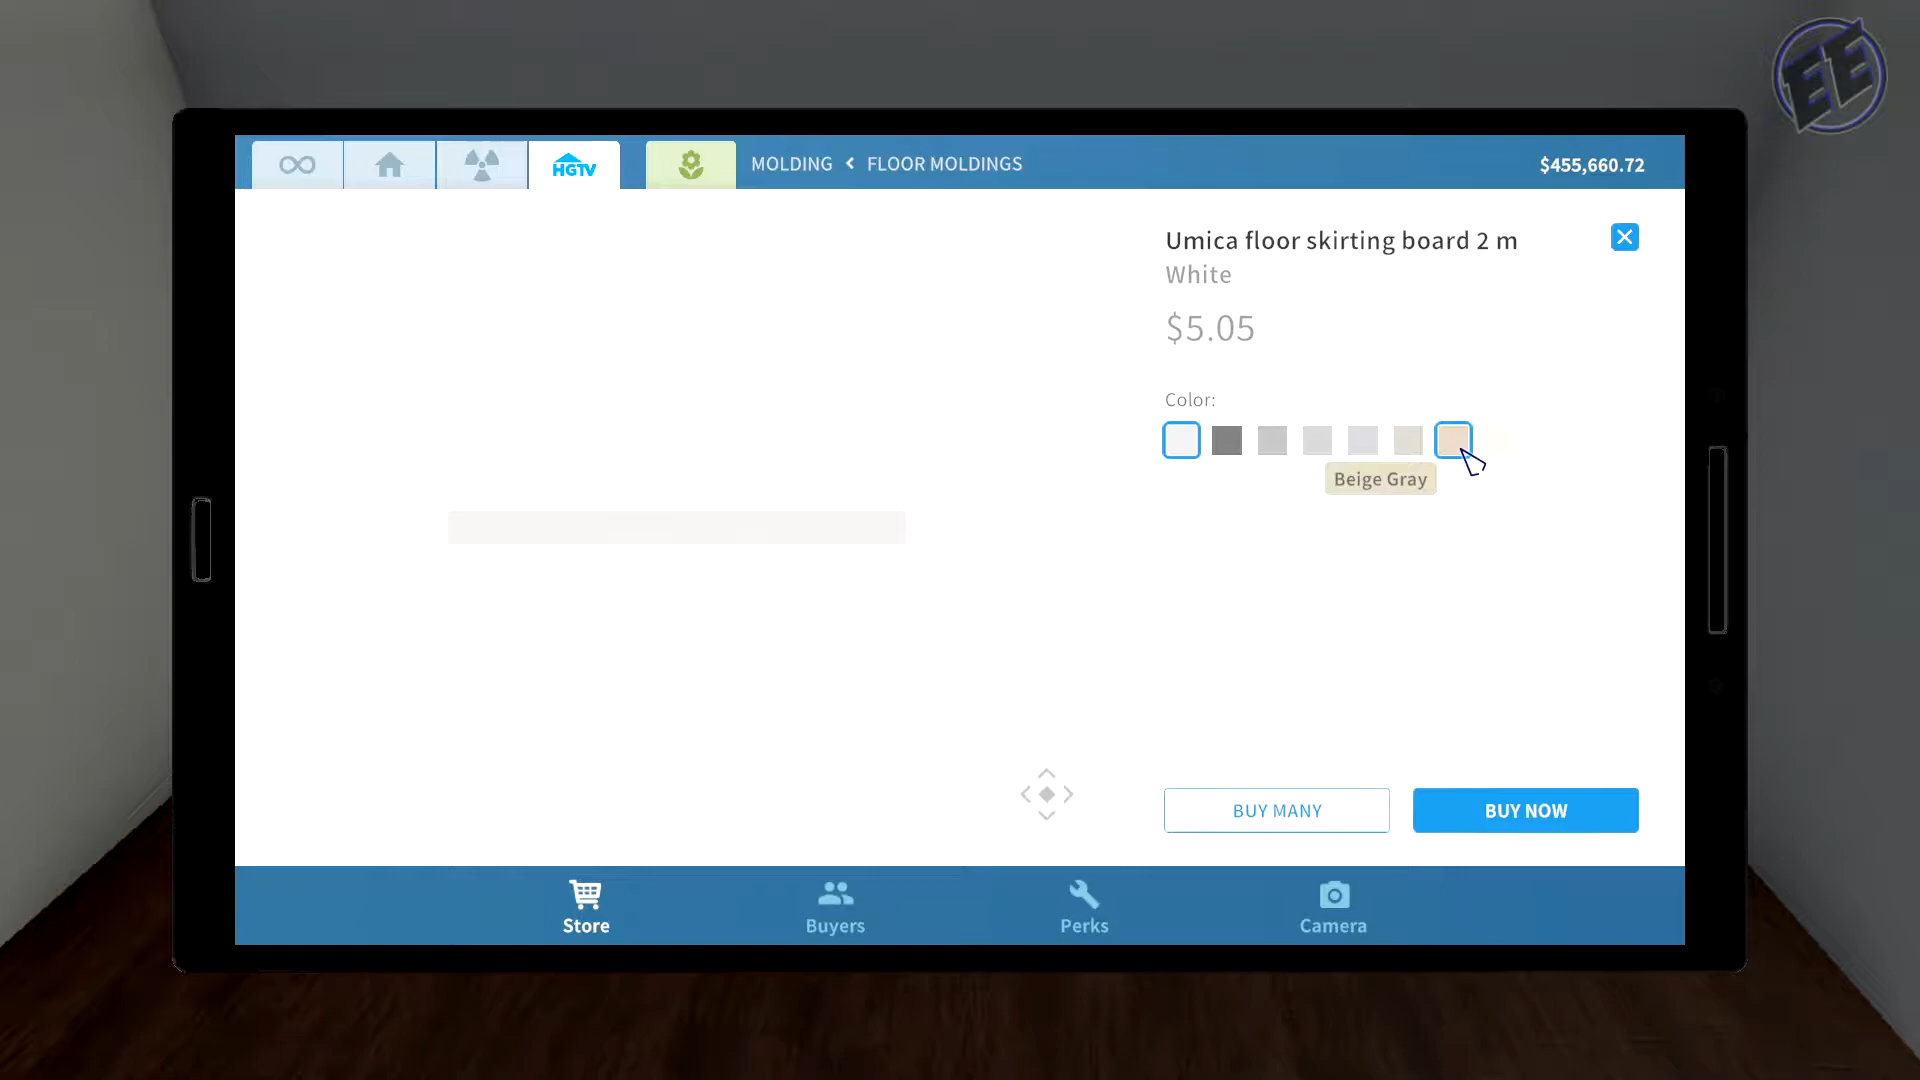 EE
HGTV
MOLDING < FLOOR MOLDINGS
$455,660.72
Umica floor skirting board 2 m
White
$5.05
Color:
Beige Gray
BUY MANY
BUY NOW
Store
Buyers
Perks
Camera